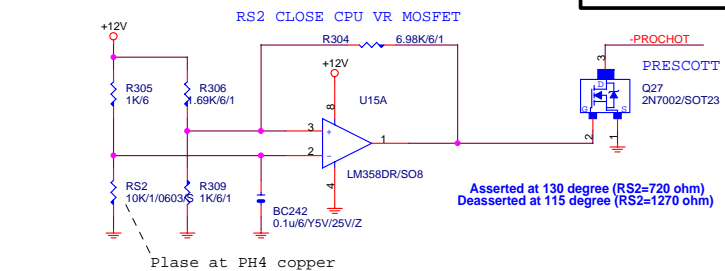 RS2 CLOSE CPU VR MOSFET
+12V
R304
6.98K/6/1
-PROCHOT
+12V
3
PRESCOTT
R305
1K/6
R306
1.69K/6/1
U15A
8
D
Q27
2N7002/SOT23
G
S
3
+
1
2
-
2
1
LM358DR/SO8
4
RS2
10K/1/0603/S
R309
1K/6/1
BC242
0.1u/6/Y5V/25V/Z
Asserted at 130 degree (RS2=720 ohm)
Deasserted at 115 degree (RS2=1270 ohm)
Plase at PH4 copper